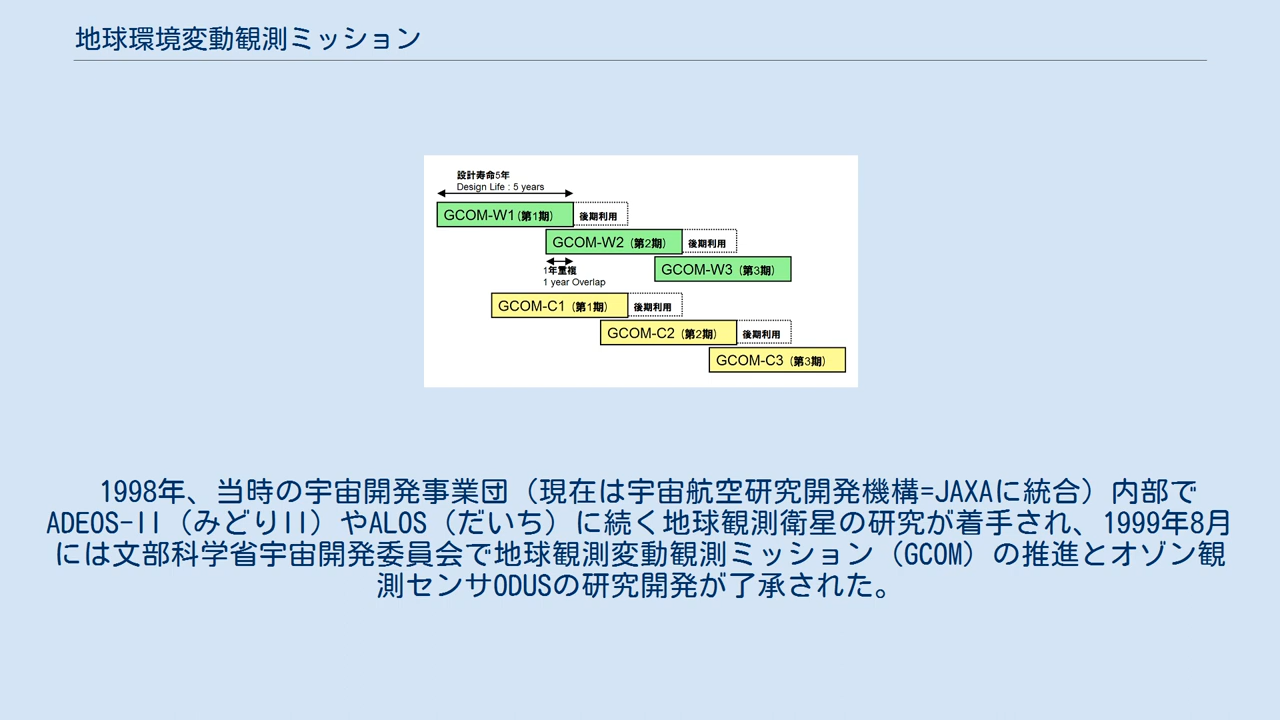 地球環境変動観測ミッション
設計寿命5年
Design Life : 5 years
GCOM-W1(第1期) 後期利用
GCOM-W2 (第2期) 後期利用
GCOM-W3 (第3期)
1年重複
1 year Overlap
GCOM-C1 (第1期) 後期利用
GCOM-C2 (第2期) 後期利用
GCOM-C3 (第3期)
1998年、当時の宇宙開発事業団（現在は宇宙航空研究開発機構=JAXAに統合）内部で
ADEOS-II（みどりII）やALOS（だいち）に続く地球観測衛星の研究が着手され、1999年8月
には文部科学省宇宙開発委員会で地球観測変動観測ミッション（GCOM）の推進とオゾン観
測センサODUSの研究開発が了承された。